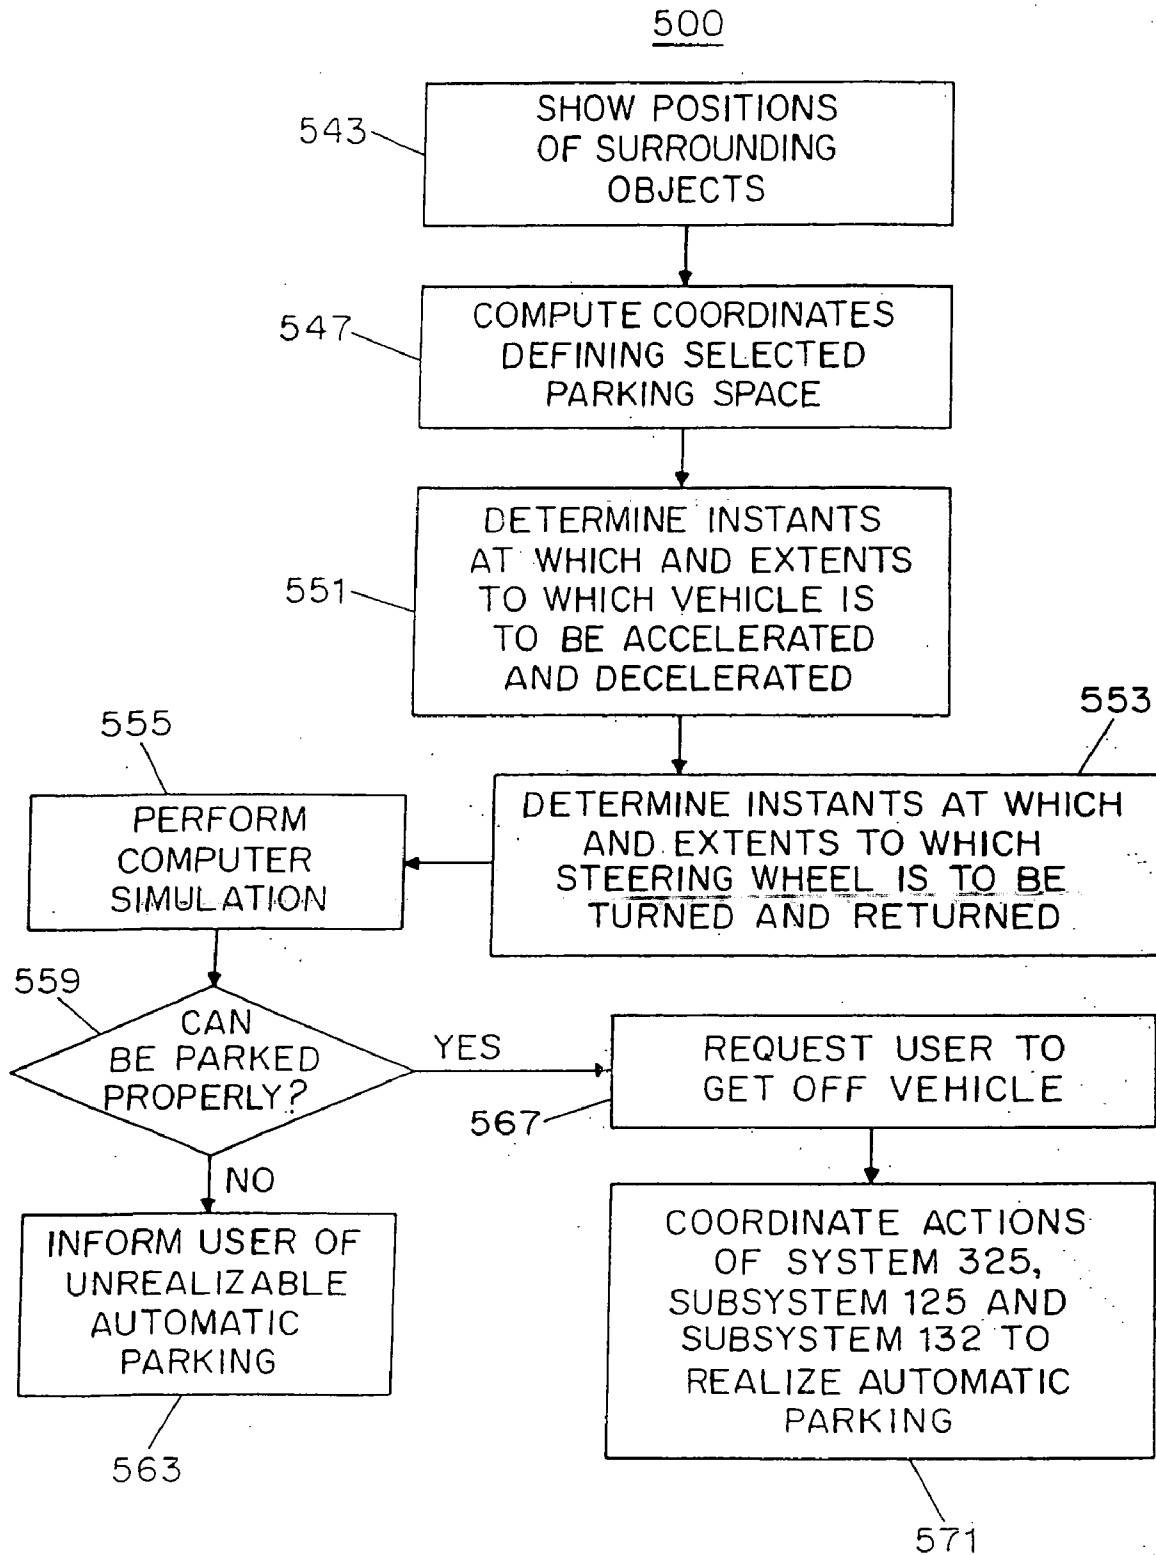 500
543
SHOW POSITIONS
OF SURROUNDING
OBJECTS
547
COMPUTE COORDINATES
DEFINING SELECTED
PARKING SPACE
551
DETERMINE INSTANTS
AT WHICH AND EXTENTS
TO WHICH VEHICLE IS
TO BE ACCELERATED
AND DECELERATED
553
DETERMINE INSTANTS AT WHICH
AND EXTENTS TO WHICH
STEERING WHEEL IS TO BE
TURNED AND RETURNED
555
PERFORM
COMPUTER
SIMULATION
559
CAN
BE PARKED
PROPERLY?
YES
NO
567
REQUEST USER TO
GET OFF VEHICLE
INFORM USER OF
UNREALIZABLE
AUTOMATIC
PARKING
563
COORDINATE ACTIONS
OF SYSTEM 325,
SUBSYSTEM 125 AND
SUBSYSTEM 132 TO
REALIZE AUTOMATIC
PARKING
571